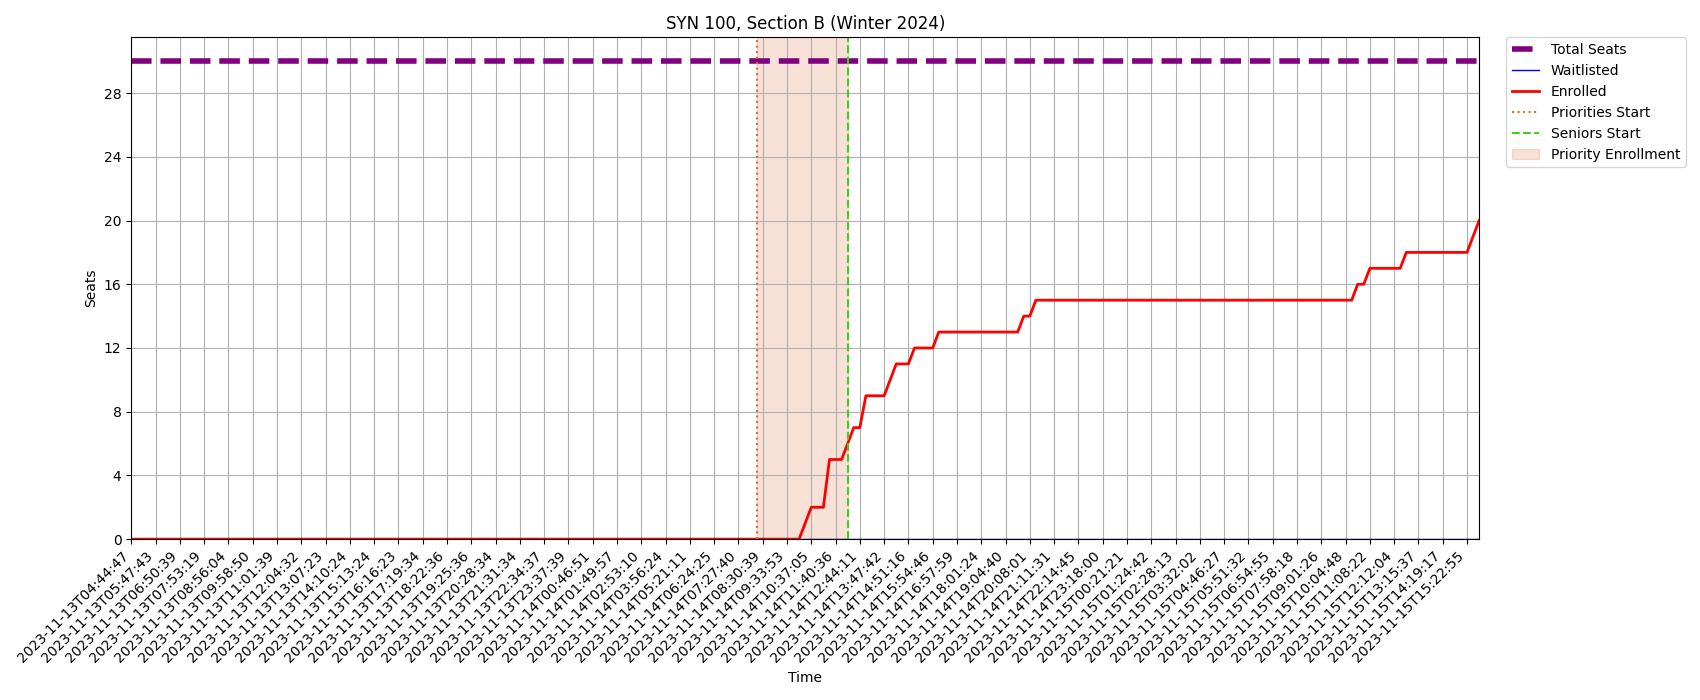 SYN 100, Section B (Winter 2024)
Total Seats
Waitlisted
Enrolled
Priorities Start
Seniors Start
Priority Enrollment
Seats
28
24
20
16
12
8
4
0
2023-11-13T04:44:47
2023-11-13T05:47:43
2023-11-13T06:50:39
2023-11-13T07:53:19
2023-11-13T08:56:04
2023-11-13T09:58:50
2023-11-13T11:01:39
2023-11-13T12:04:32
2023-11-13T13:07:23
2023-11-13T14:10:24
2023-11-13T15:13:24
2023-11-13T16:16:23
2023-11-13T17:19:34
2023-11-13T18:22:36
2023-11-13T19:25:36
2023-11-13T20:28:34
2023-11-13T21:31:34
2023-11-13T22:34:37
2023-11-13T23:37:39
2023-11-14T00:46:51
2023-11-14T01:49:57
2023-11-14T02:53:10
2023-11-14T03:56:24
2023-11-14T05:21:11
2023-11-14T06:24:25
2023-11-14T07:27:40
2023-11-14T08:30:39
2023-11-14T09:33:53
2023-11-14T10:37:05
2023-11-14T11:40:36
2023-11-14T12:44:11
2023-11-14T13:47:42
2023-11-14T14:51:16
2023-11-14T15:54:46
2023-11-14T16:57:59
2023-11-14T18:01:24
2023-11-14T19:04:40
2023-11-14T20:08:01
2023-11-14T21:11:31
2023-11-14T22:14:45
2023-11-14T23:18:00
2023-11-15T00:21:21
2023-11-15T01:24:42
2023-11-15T02:28:13
2023-11-15T03:32:02
2023-11-15T04:46:27
2023-11-15T05:51:32
2023-11-15T06:54:55
2023-11-15T07:58:18
2023-11-15T09:01:26
2023-11-15T10:04:48
2023-11-15T11:08:22
2023-11-15T12:12:04
2023-11-15T13:15:37
2023-11-15T14:19:17
2023-11-15T15:22:55
Time